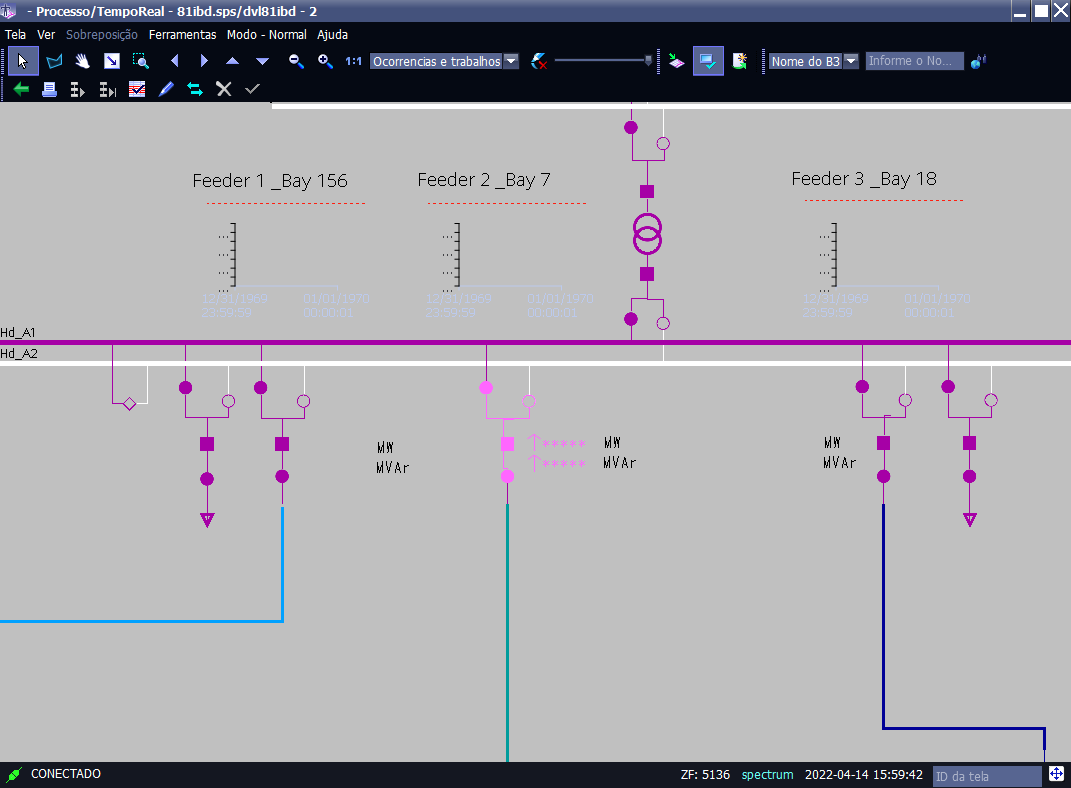 - Processo/TempoReal - 81ibd.sps/dvl81ibd - 2
Tela Ver Sobreposição Ferramentas Modo - Normal Ajuda
1:1 Ocorrencias e trabalhos Nome do B3 Informe o No...
Feeder 1 _Bay 156 Feeder 2 _Bay 7 Feeder 3 _Bay 18
12/31/1969 01/01/1970 12/31/1969 01/01/1970 12/31/1969 01/01/1970
23:59:59 00:00:01 23:59:59 00:00:01 23:59:59 00:00:01
Hd_A1
Hd_A2
MW ***** MW MW
MVAr ***** MVAr MVAr
CONECTADO ZF: 5136 spectrum 2022-04-14 15:59:42 ID da tela